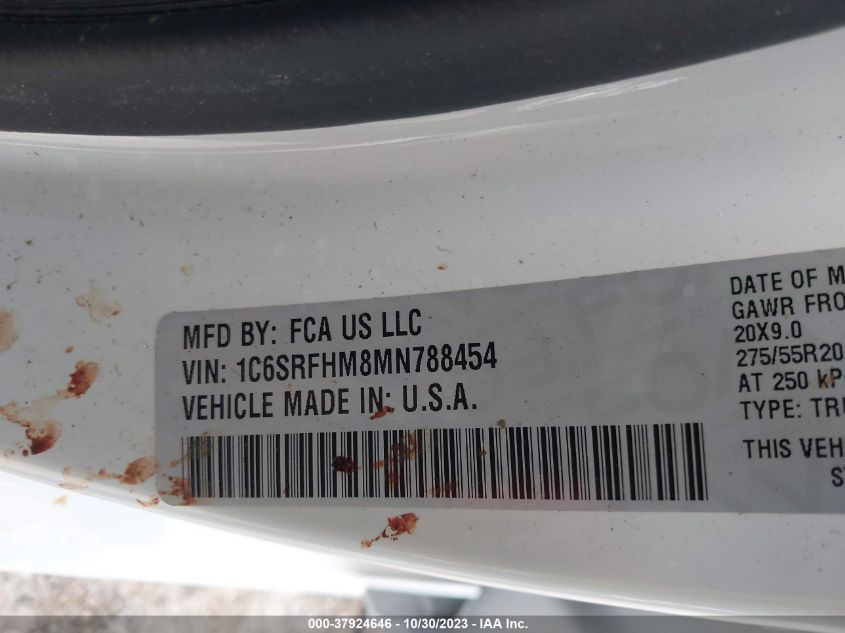 MFD BY: FCA US LLC
VIN: 1C6SRFHM8MN788454
VEHICLE MADE IN: U.S.A.
DATE OF M
GAWR FRO
20X9.0
275/55R20
AT 250 kP
TYPE: TRU
THIS VEH
000-37924646 - 10/30/2023 - IAA Inc.